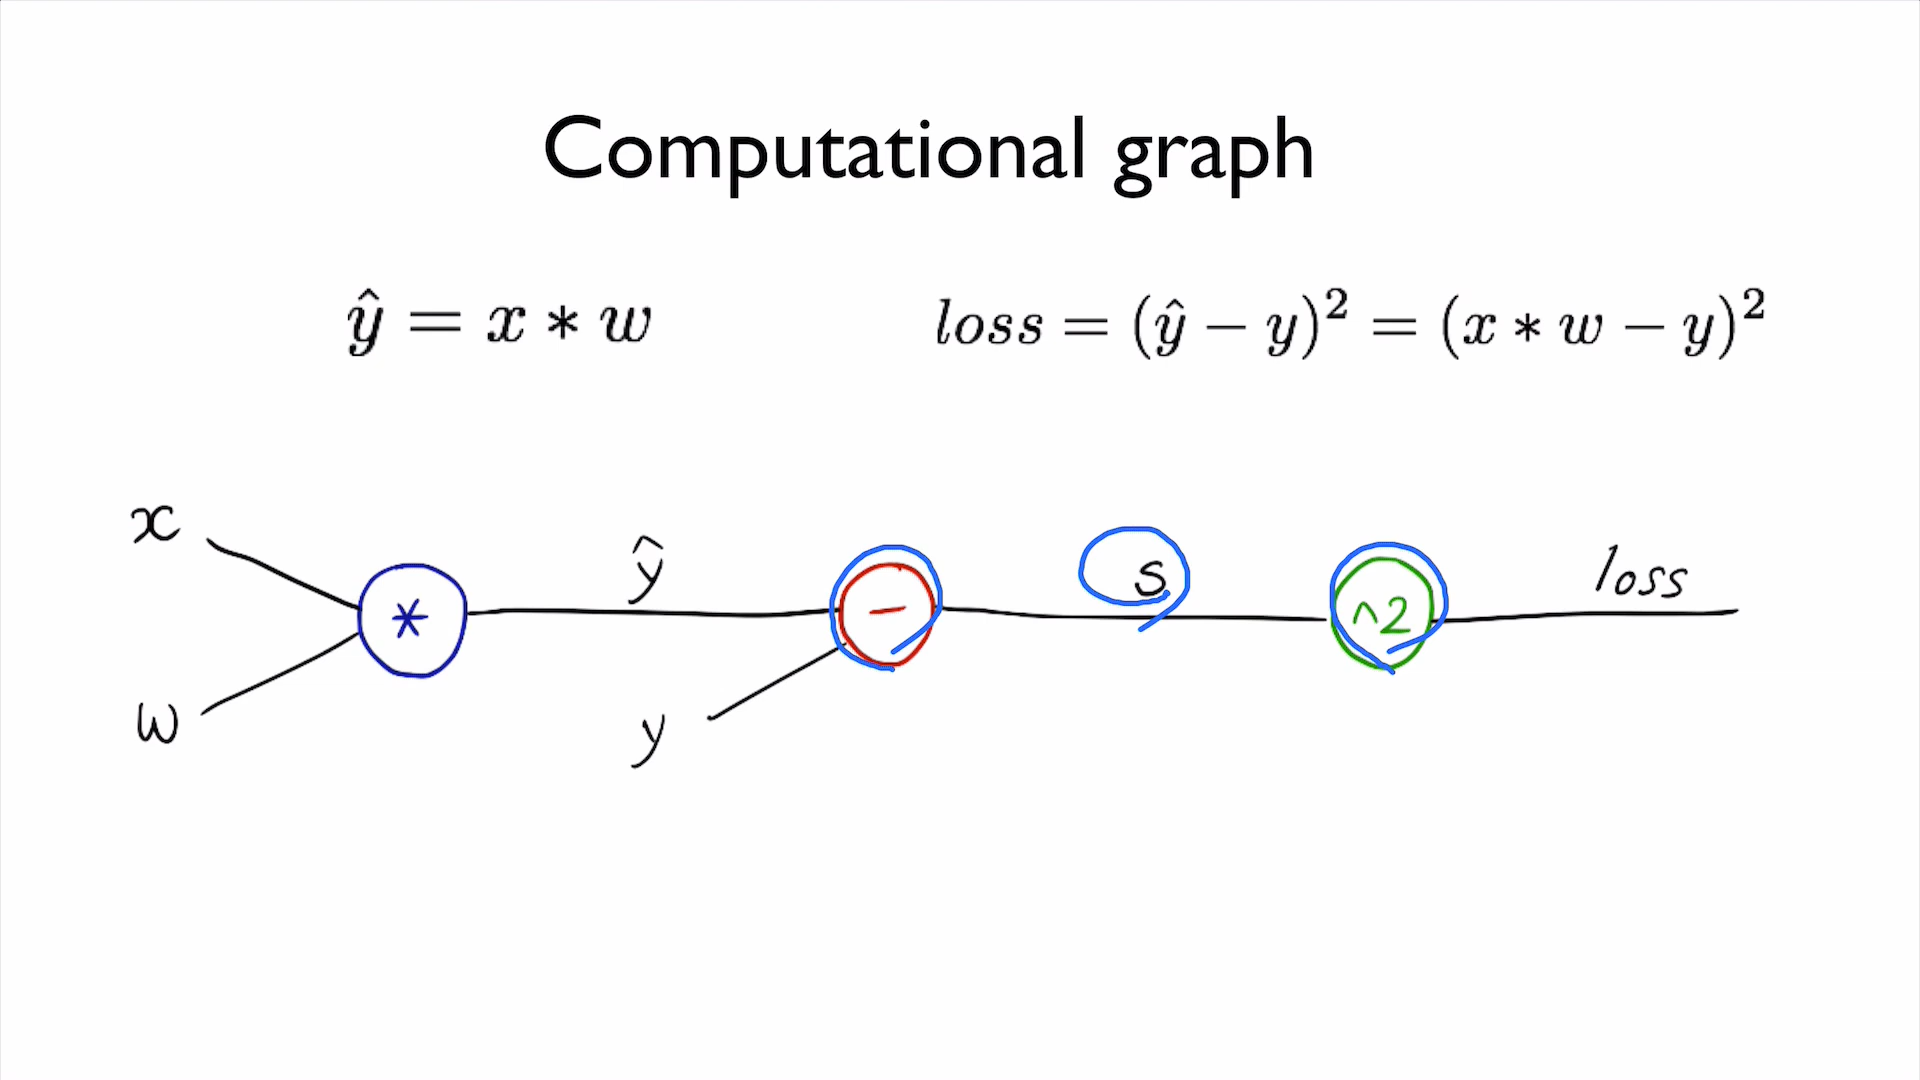 Computational graph
ŷ = x * w
loss = (ŷ − y)² = (x * w − y)²
x
ŷ
s
loss
*
−
^2
w
y